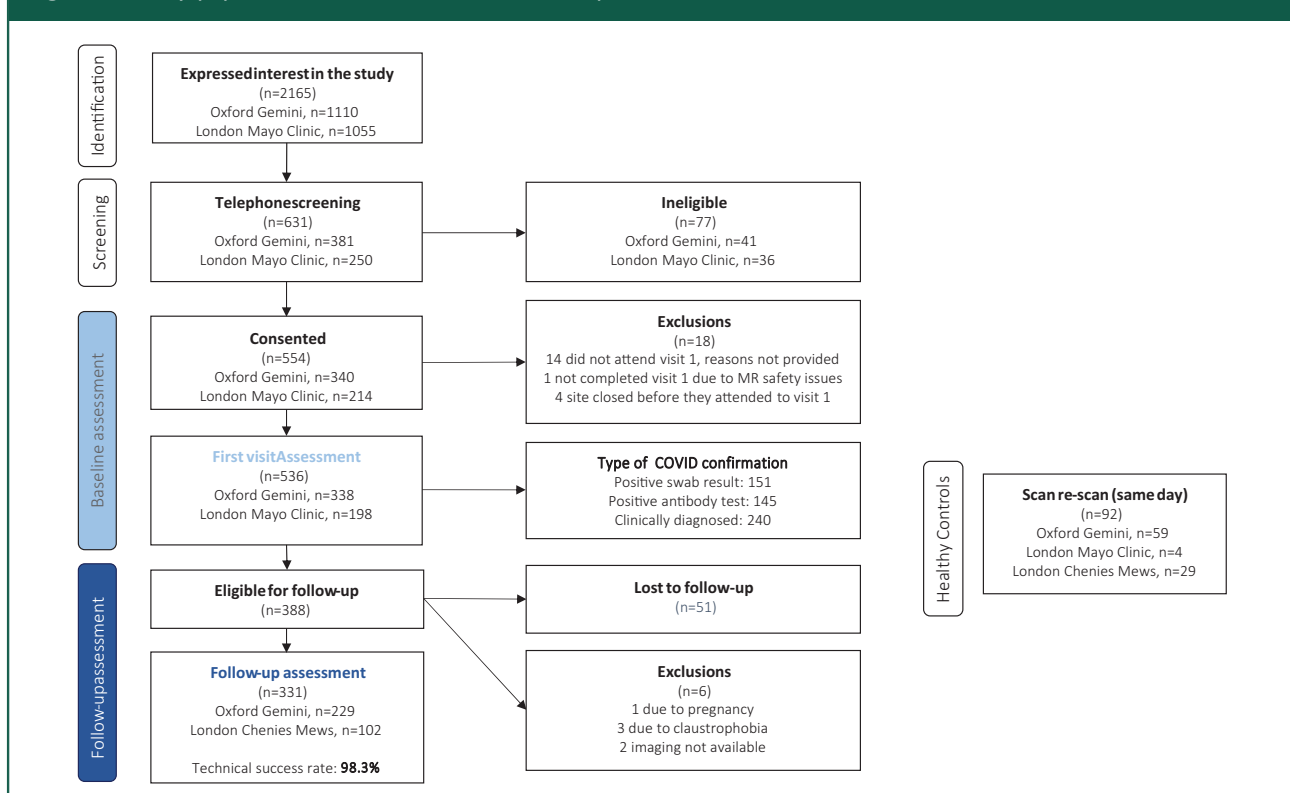 Identification
Expressed interest in the study
(n=2165)
Oxford Gemini, n=1110
London Mayo Clinic, n=1055
Screening
Telephonescreening
(n=631)
Oxford Gemini, n=381
London Mayo Clinic, n=250
Ineligible
(n=77)
Oxford Gemini, n=41
London Mayo Clinic, n=36
Baseline assessment
Consented
(n=554)
Oxford Gemini, n=340
London Mayo Clinic, n=214
Exclusions
(n=18)
14 did not attend visit 1, reasons not provided
1 not completed visit 1 due to MR safety issues
4 site closed before they attended to visit 1
First visitAssessment
(n=536)
Oxford Gemini, n=338
London Mayo Clinic, n=198
Type of COVID confirmation
Positive swab result: 151
Positive antibody test: 145
Clinically diagnosed: 240
Healthy Controls
Scan re-scan (same day)
(n=92)
Oxford Gemini, n=59
London Mayo Clinic, n=4
London Chenies Mews, n=29
Follow-upassessment
Eligible for follow-up
(n=388)
Lost to follow-up
(n=51)
Follow-up assessment
(n=331)
Oxford Gemini, n=229
London Chenies Mews, n=102
Technical success rate: 98.3%
Exclusions
(n=6)
1 due to pregnancy
3 due to claustrophobia
2 imaging not available